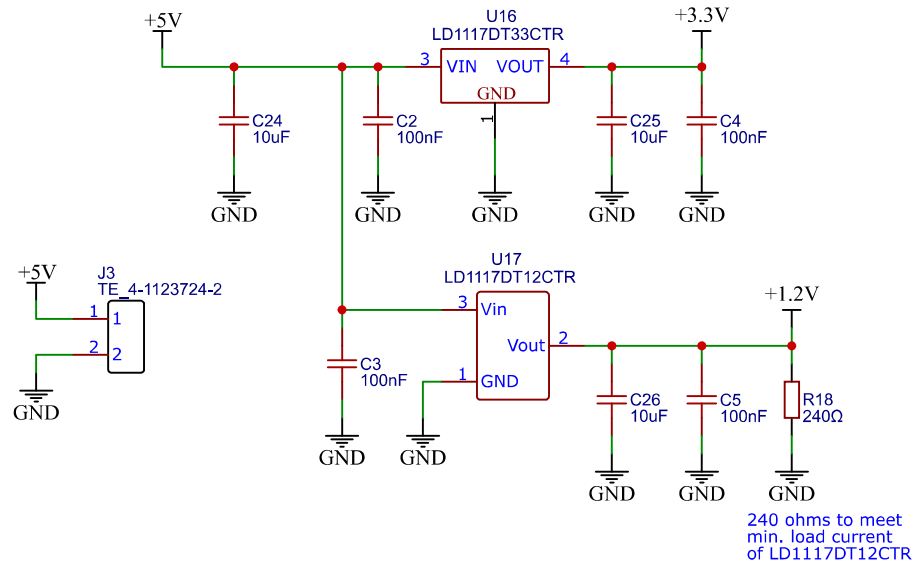 +5V
U16
LD1117DT33CTR
+3.3V
3
VIN
VOUT
4
GND
1
C24
10uF
C2
100nF
C25
10uF
C4
100nF
GND
GND
GND
GND
GND
+5V
J3
TE_4-1123724-2
1
1
2
2
GND
U17
LD1117DT12CTR
+1.2V
3
Vin
Vout
2
1
GND
C3
100nF
C26
10uF
C5
100nF
R18
240Ω
GND
GND
GND
GND
GND
240 ohms to meet
min. load current
of LD1117DT12CTR